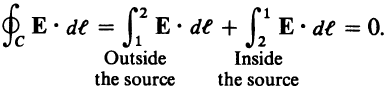 ∮_C E · dℓ = ∫_1^2 E · dℓ + ∫_2^1 E · dℓ = 0.
Outside Inside
the source the source